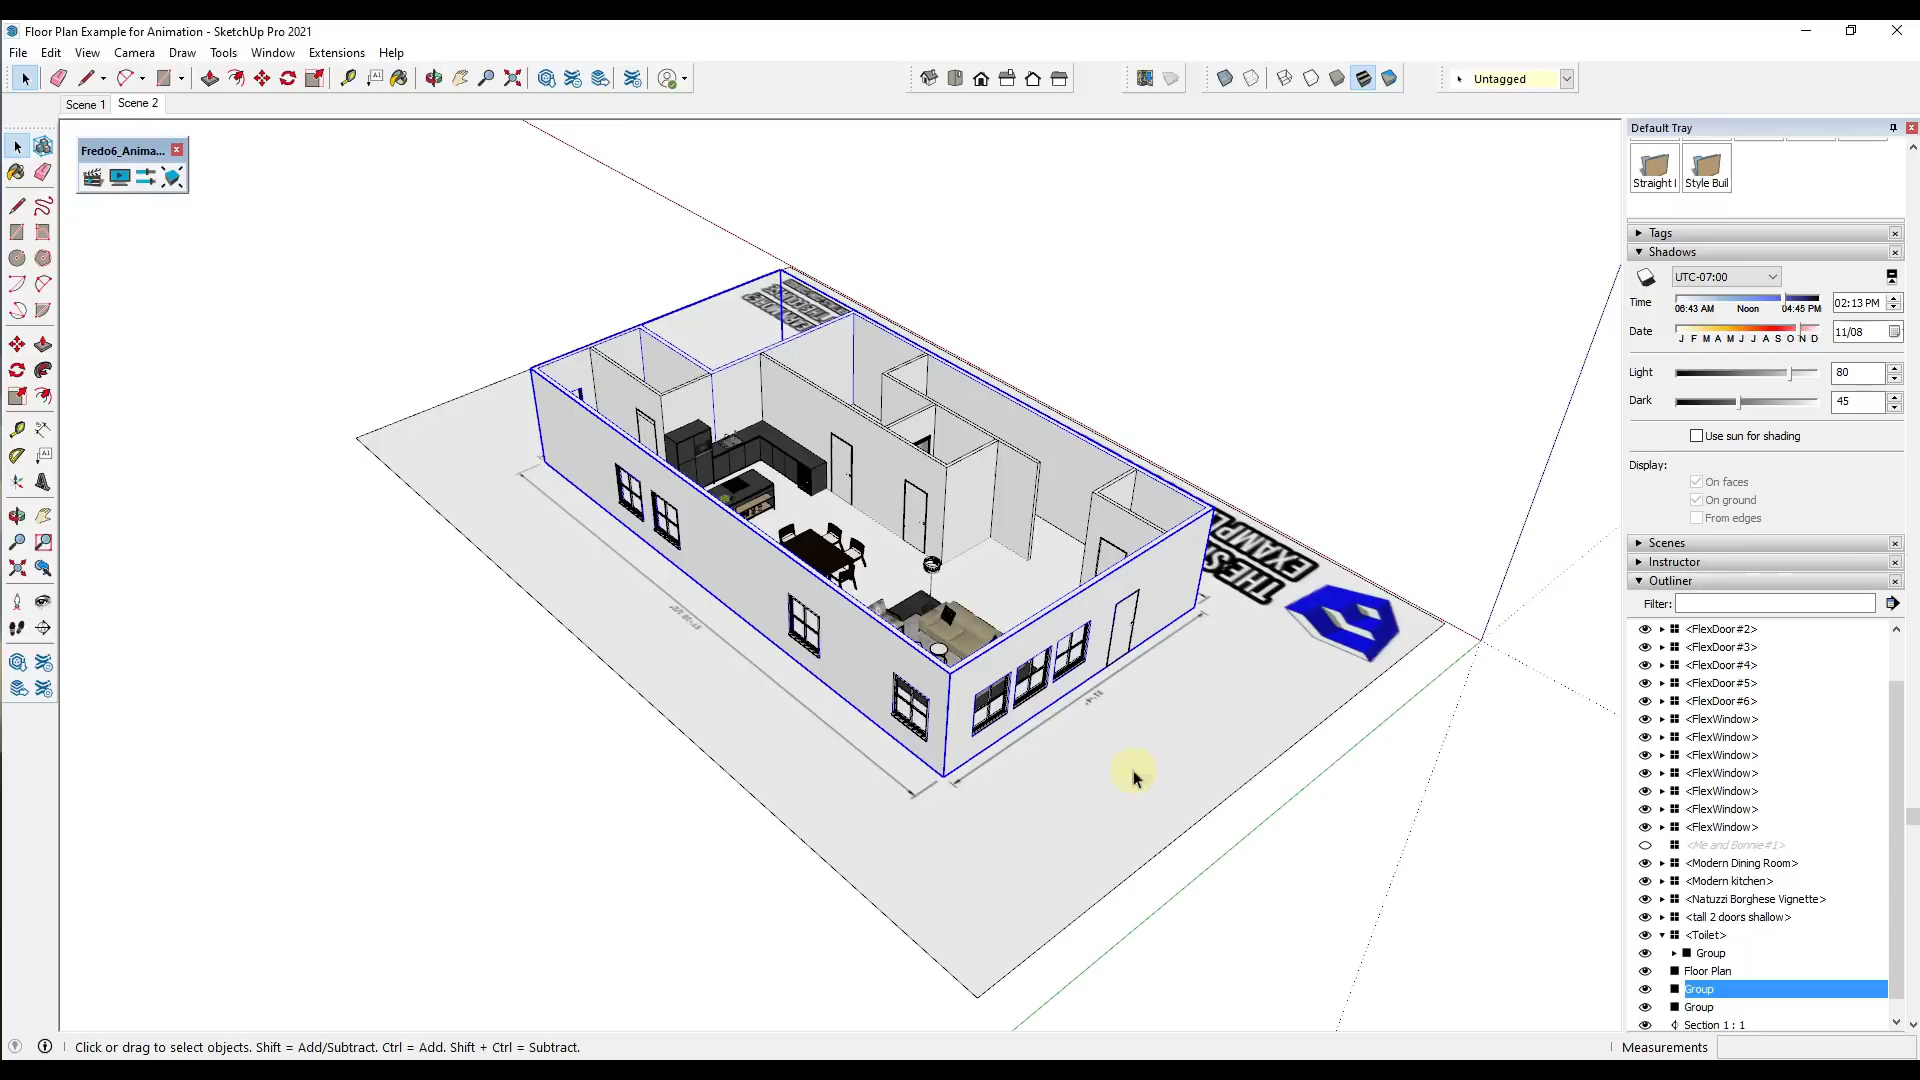 Floor Plan Example for Animation - SketchUp Pro 2021
File Edit View Camera Draw Tools Window Extensions Help
Untagged
Scene 1 Scene 2
Fredo6_Anima...
Default Tray
Straight l Style Buil
Tags
Shadows
UTC-07:00
Time
06:43 AM Noon 04:45 PM
02:13 PM
Date
J F M A M J J A S O N D
11/08
Light 80
Dark 45
Use sun for shading
Display:
On faces
On ground
From edges
Scenes
Instructor
Outliner
Filter:
<FlexDoor#2>
<FlexDoor#3>
<FlexDoor#4>
<FlexDoor#5>
<FlexDoor#6>
<FlexWindow>
<FlexWindow>
<FlexWindow>
<FlexWindow>
<FlexWindow>
<FlexWindow>
<FlexWindow>
<Me and Bonnie#1>
<Modern Dining Room>
<Modern kitchen>
<Natuzzi Borghese Vignette>
<tall 2 doors shallow>
<Toilet>
Group
Floor Plan
Group
Group
Section 1 : 1
Click or drag to select objects. Shift = Add/Subtract. Ctrl = Add. Shift + Ctrl = Subtract.
Measurements